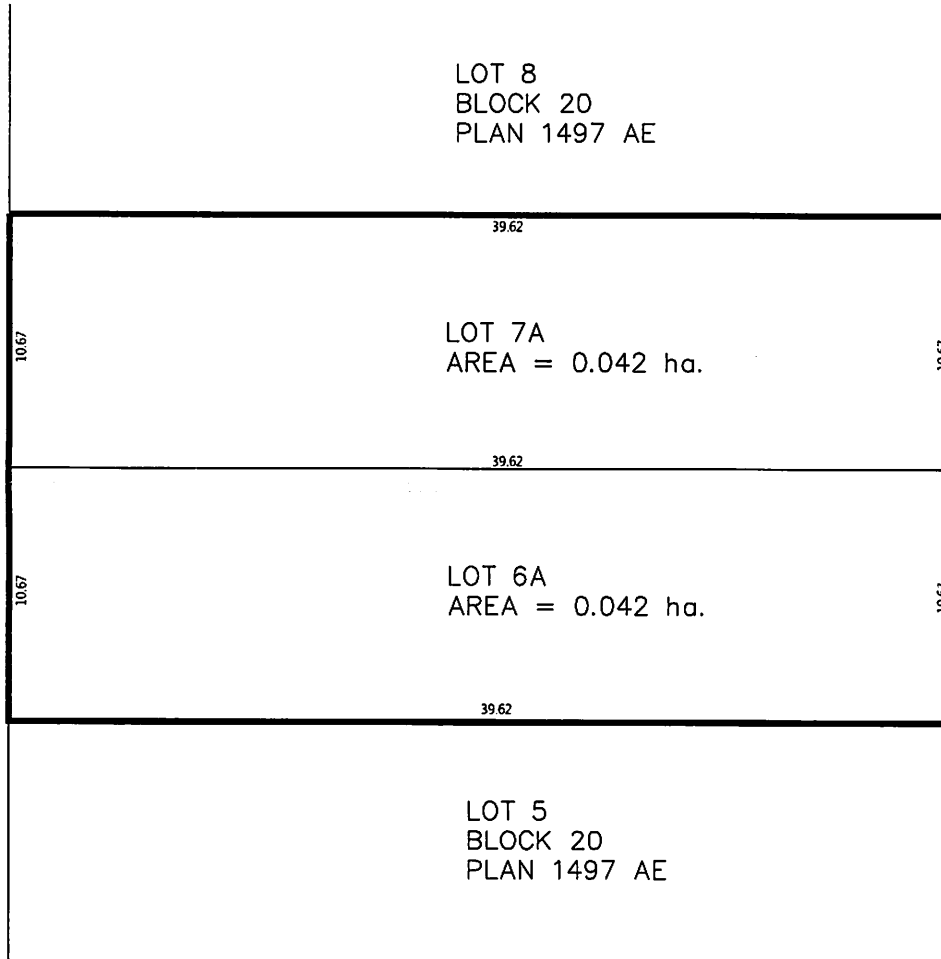 LOT 8
BLOCK 20
PLAN 1497 AE
39.62
10.67
LOT 7A
AREA = 0.042 ha.
39.62
10.67
LOT 6A
AREA = 0.042 ha.
39.62
LOT 5
BLOCK 20
PLAN 1497 AE